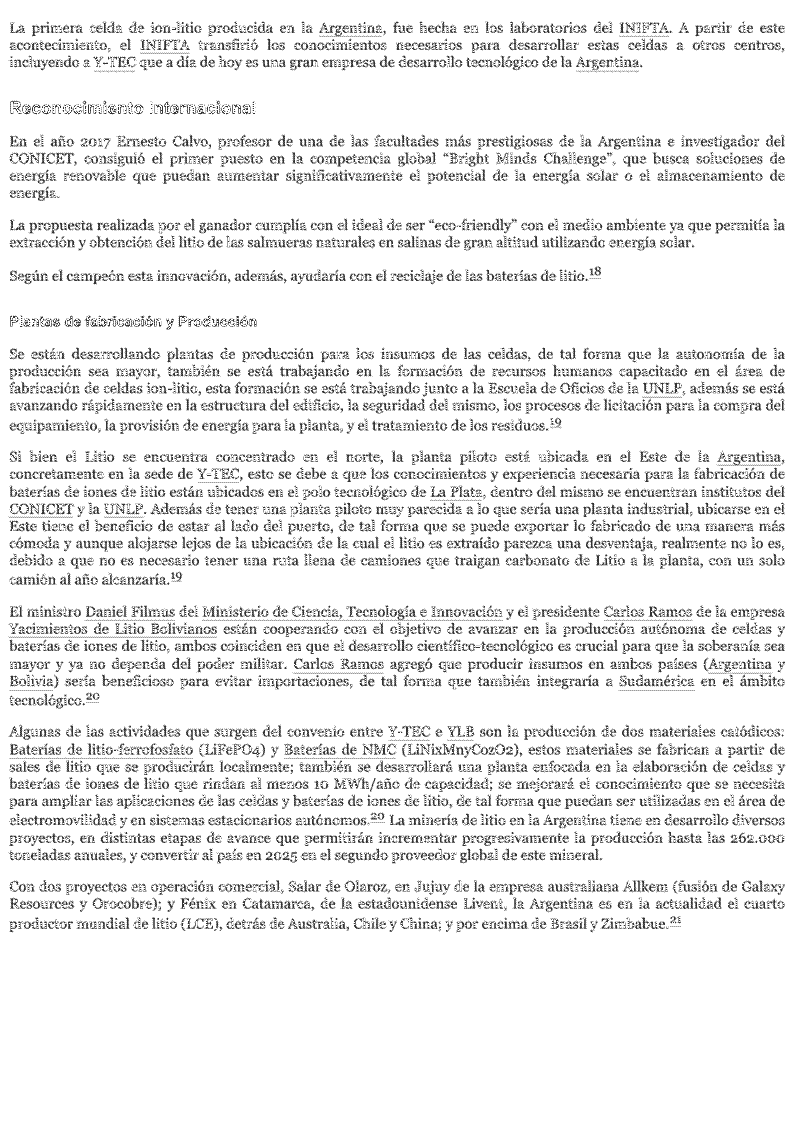 La primera celda de ion-litio producida en la Argentina, fue hecha en los laboratorios del INIFTA. A partir de este
acontecimiento, el INIFTA transfirió los conocimientos necesarios para desarrollar estas celdas a otros centros,
incluyendo a Y-TEC que a día de hoy es una gran empresa de desarrollo tecnológico de la Argentina.
Reconocimiento internacional
En el año 2017 Ernesto Calvo, profesor de una de las facultades más prestigiosas de la Argentina e investigador del
CONICET, consiguió el primer puesto en la competencia global “Bright Minds Challenge”, que busca soluciones de
energía renovable que puedan aumentar significativamente el potencial de la energía solar o el almacenamiento de
energía.
La propuesta realizada por el ganador cumplía con el ideal de ser “eco-friendly” con el medio ambiente ya que permitía la
extracción y obtención del litio de las salmueras naturales en salinas de gran altitud utilizando energía solar.
Según el campeón esta innovación, además, ayudaría con el reciclaje de las baterías de litio.18
Plantas de fabricación y Producción
Se están desarrollando plantas de producción para los insumos de las celdas, de tal forma que la autonomía de la
producción sea mayor, también se está trabajando en la formación de recursos humanos capacitado en el área de
fabricación de celdas ion-litio, esta formación se está trabajando junto a la Escuela de Oficios de la UNLP, además se está
avanzando rápidamente en la estructura del edificio, la seguridad del mismo, los procesos de licitación para la compra del
equipamiento, la provisión de energía para la planta, y el tratamiento de los residuos.19
Si bien el Litio se encuentra concentrado en el norte, la planta piloto está ubicada en el Este de la Argentina,
concretamente en la sede de Y-TEC, esto se debe a que los conocimientos y experiencia necesaria para la fabricación de
baterías de iones de litio están ubicados en el polo tecnológico de La Plata, dentro del mismo se encuentran institutos del
CONICET y la UNLP. Además de tener una planta piloto muy parecida a lo que sería una planta industrial, ubicarse en el
Este tiene el beneficio de estar al lado del puerto, de tal forma que se puede exportar lo fabricado de una manera más
cómoda y aunque alojarse lejos de la ubicación de la cual el litio es extraído parezca una desventaja, realmente no lo es,
debido a que no es necesario tener una ruta llena de camiones que traigan carbonato de Litio a la planta, con un solo
camión al año alcanzaría.19
El ministro Daniel Filmus del Ministerio de Ciencia, Tecnología e Innovación y el presidente Carlos Ramos de la empresa
Yacimientos de Litio Bolivianos están cooperando con el objetivo de avanzar en la producción autónoma de celdas y
baterías de iones de litio, ambos coinciden en que el desarrollo científico-tecnológico es crucial para que la soberanía sea
mayor y ya no dependa del poder militar. Carlos Ramos agregó que producir insumos en ambos países (Argentina y
Bolivia) sería beneficioso para evitar importaciones, de tal forma que también integraría a Sudamérica en el ámbito
tecnológico.20
Algunas de las actividades que surgen del convenio entre Y-TEC e YLB son la producción de dos materiales catódicos:
Baterías de litio-ferrofosfato (LiFePO4) y Baterías de NMC (LiNixMnyCozO2), estos materiales se fabrican a partir de
sales de litio que se producirán localmente; también se desarrollará una planta enfocada en la elaboración de celdas y
baterías de iones de litio que rindan al menos 10 MWh/año de capacidad; se mejorará el conocimiento que se necesita
para ampliar las aplicaciones de las celdas y baterías de iones de litio, de tal forma que puedan ser utilizadas en el área de
electromovilidad y en sistemas estacionarios autónomos.20 La minería de litio en la Argentina tiene en desarrollo diversos
proyectos, en distintas etapas de avance que permitirán incrementar progresivamente la producción hasta las 262.000
toneladas anuales, y convertir al país en 2025 en el segundo proveedor global de este mineral.
Con dos proyectos en operación comercial, Salar de Olaroz, en Jujuy de la empresa australiana Allkem (fusión de Galaxy
Resources y Orocobre); y Fénix en Catamarca, de la estadounidense Livent, la Argentina es en la actualidad el cuarto
productor mundial de litio (LCE), detrás de Australia, Chile y China; y por encima de Brasil y Zimbabue.21